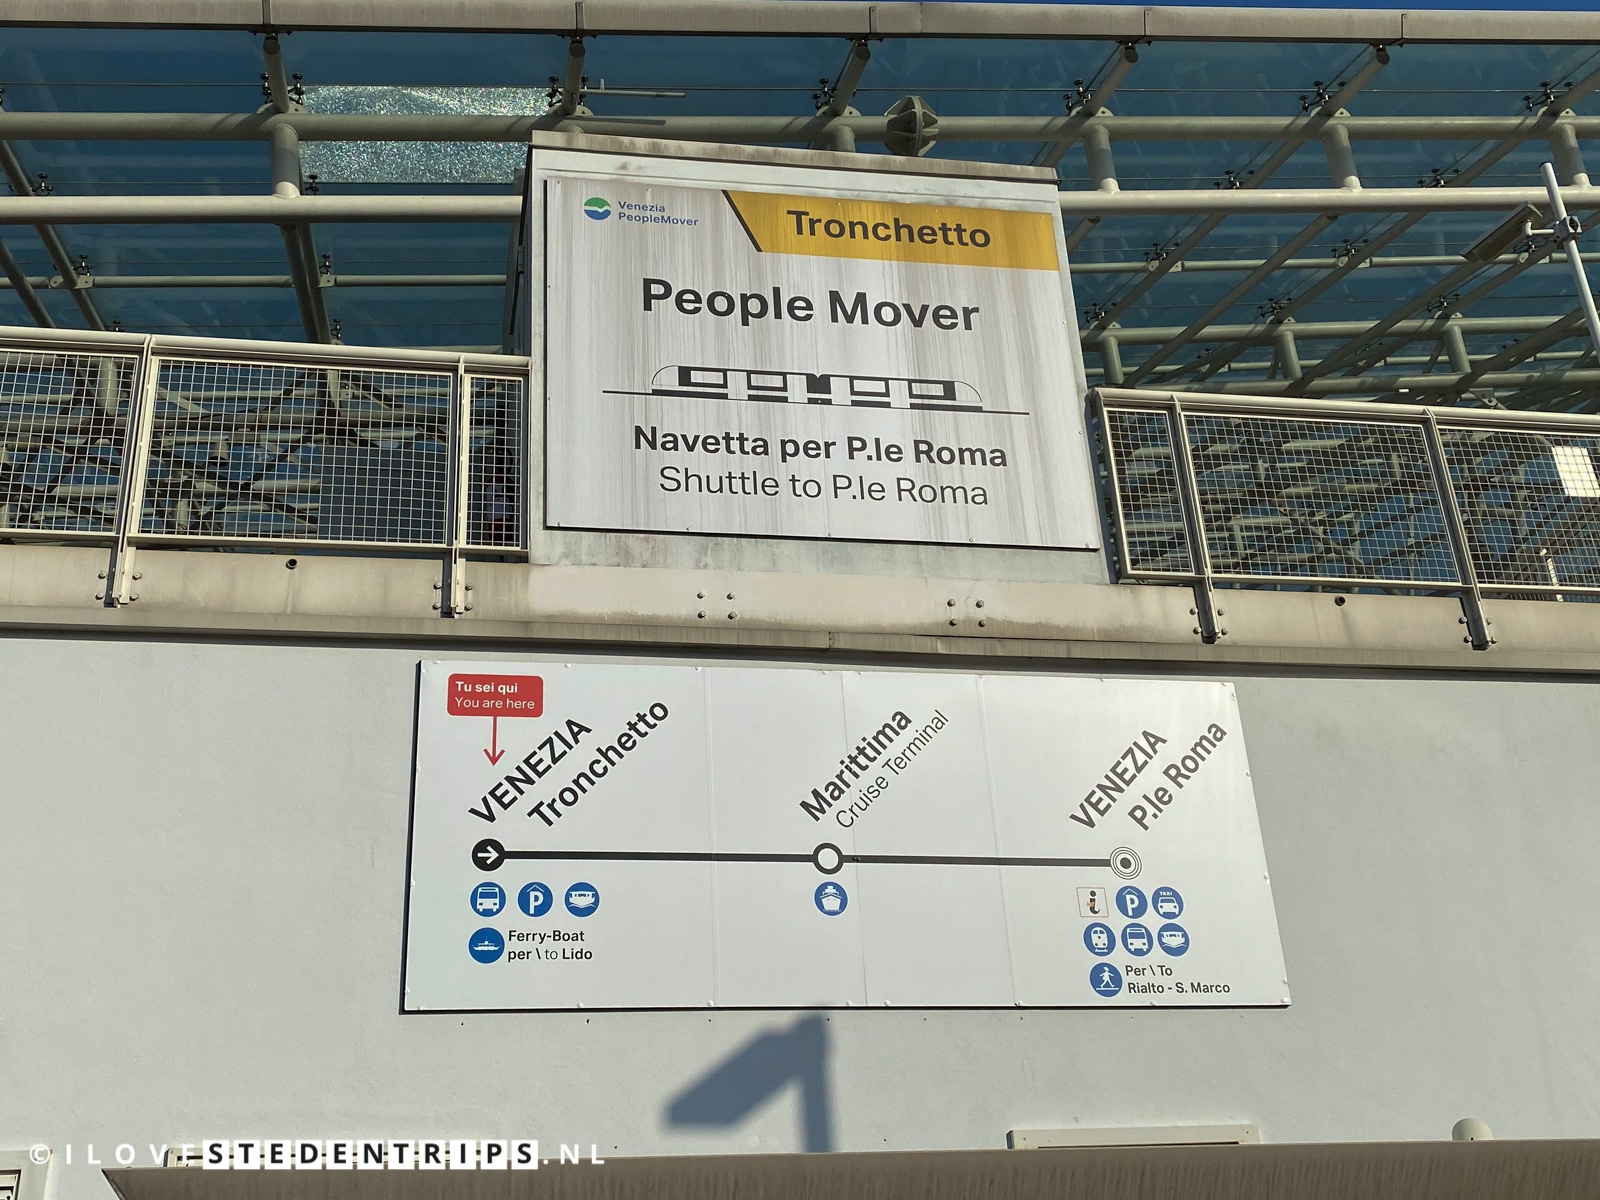 Venezia
PeopleMover
Tronchetto
People Mover
Navetta per P.le Roma
Shuttle to P.le Roma
Tu sei qui
You are here
VENEZIA
Tronchetto
Marittima
Cruise Terminal
VENEZIA
P.le Roma
P
Ferry-Boat
per \ to Lido
i
P
TAXI
Per \ To
Rialto - S. Marco
© ILOVESTEDENTRIPS.NL